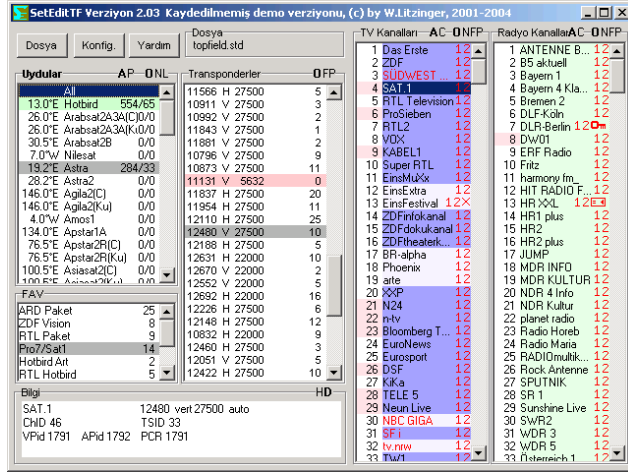 SetEditTF Verziyon 2.03 Kaydedilmemiş demo verziyonu, (c) by W.Litzinger, 2001-2004
Dosya Konfig. Yardım
Dosya
topfield.std
Uydular AP ONL
All
13.0°E Hotbird 554/65
26.0°E Arabsat2A3A(C) 0/0
26.0°E Arabsat2A3A(Ku) 0/0
30.5°E Arabsat2B 0/0
7.0°W Nilesat 0/0
19.2°E Astra 284/33
28.2°E Astra2 0/0
146.0°E Agila2(C) 0/0
146.0°E Agila2(Ku) 0/0
4.0°W Amos1 0/0
134.0°E Apstar1A 0/0
76.5°E Apstar2R(C) 0/0
76.5°E Apstar2R(Ku) 0/0
100.5°E Asiasat2(C) 0/0
100.5°E Asiasat2(Ku) 0/0
FAV
ARD Paket 25
ZDF Vision 8
RTL Paket 9
Pro7/Sat1 14
Hotbird Art 2
RTL Hotbird 5
Transponderler OFP
11566 H 27500 5
10911 V 27500 3
10992 V 27500 2
11843 V 27500 1
11881 V 27500 2
10796 V 27500 9
10873 V 27500 11
11131 V 5632 0
11837 H 27500 20
11954 H 27500 11
12110 H 27500 25
12480 V 27500 10
12188 H 27500 5
12631 H 22000 10
12670 V 22000 2
12552 V 22000 5
12692 H 22000 16
12226 H 27500 6
12148 H 27500 12
10832 H 22000 9
12460 H 27500 3
12051 V 27500 5
12422 H 27500 10
Bilgi HD
SAT.1 12480 vert 27500 auto
ChID 46 TSID 33
VPid 1791 APid 1792 PCR 1791
TV Kanalları AC ONFP
1 Das Erste 12
2 ZDF 12
3 SÜDWEST ... 12
4 SAT.1 12
5 RTL Television 12
6 ProSieben 12
7 RTL2 12
8 VOX 12
9 KABEL1 12
10 Super RTL 12
11 EinsMuXx 12
12 EinsExtra 12
13 EinsFestival 12X
14 ZDFinfokanal 12
15 ZDFdokukanal 12
16 ZDFtheaterk... 12
17 BR-alpha 12
18 Phoenix 12
19 arte 12
20 XXP 12
21 N24 12
22 n-tv 12
23 Bloomberg T... 12
24 EuroNews 12
25 Eurosport 12
26 DSF 12
27 KiKa 12
28 TELE 5 12
29 Neun Live 12
30 NBC GIGA 12
31 SF i 12
32 tv.nrw 12
33 TW1 12
Radyo Kanalları AC ONFP
1 ANTENNE B... 12
2 B5 aktuell 12
3 Bayern 1 12
4 Bayern 4 Kla... 12
5 Bremen 2 12
6 DLF-Köln 12
7 DLR-Berlin 12
8 DW01 12
9 ERF Radio 12
10 Fritz 12
11 harmony fm_ 12
12 HIT RADIO F... 12
13 HR XXL 12
14 HR1 plus 12
15 HR2 12
16 HR2 plus 12
17 JUMP 12
18 MDR INFO 12
19 MDR KULTUR 12
20 NDR 4 Info 12
21 NDR Kultur 12
22 planet radio 12
23 Radio Horeb 12
24 Radio Maria 12
25 RADIOmultik... 12
26 Rock Antenne 12
27 SPUTNIK 12
28 SR 1 12
29 Sunshine Live 12
30 SWR2 12
31 WDR 3 12
32 WDR 5 12
33 Österreich 1 12